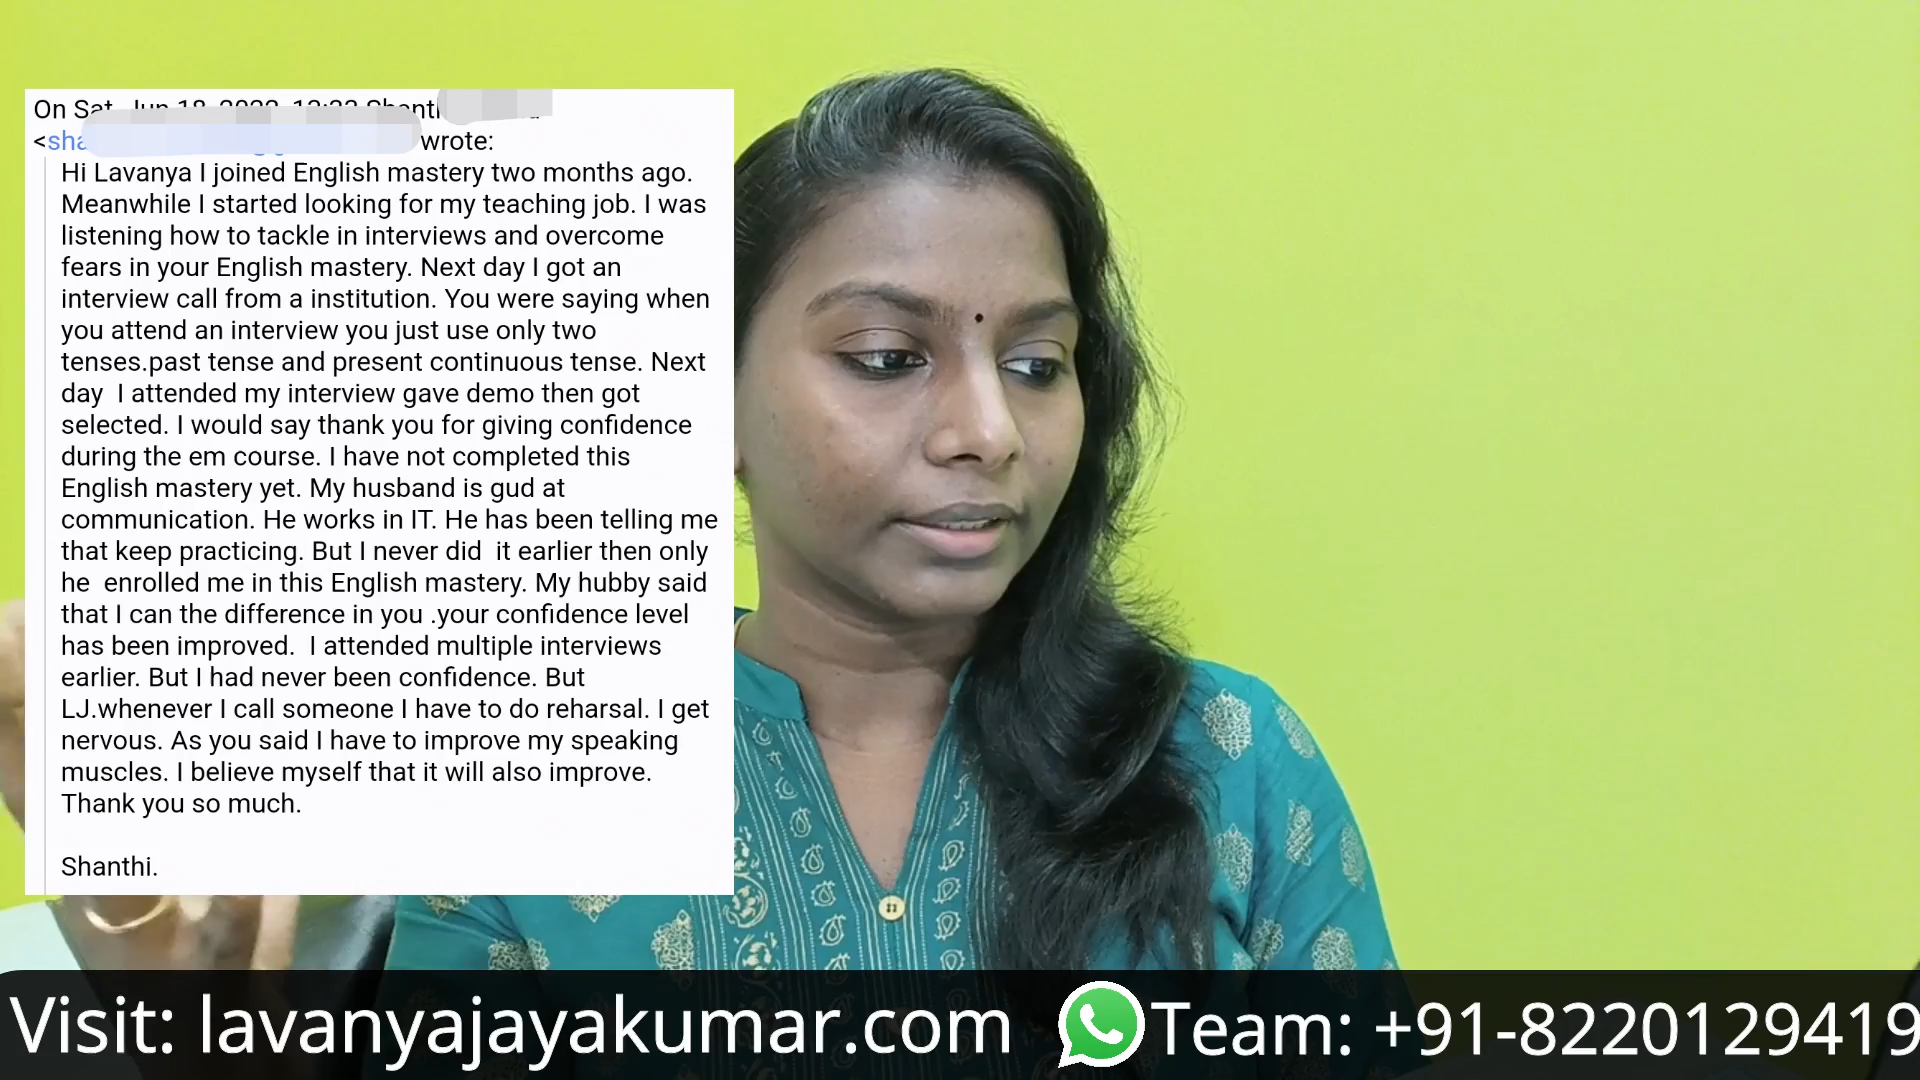 On Sat, Jun 18, 2022, 12:22 Shanthi
<sha wrote:
Hi Lavanya I joined English mastery two months ago.
Meanwhile I started looking for my teaching job. I was
listening how to tackle in interviews and overcome
fears in your English mastery. Next day I got an
interview call from a institution. You were saying when
you attend an interview you just use only two
tenses.past tense and present continuous tense. Next
day  I attended my interview gave demo then got
selected. I would say thank you for giving confidence
during the em course. I have not completed this
English mastery yet. My husband is gud at
communication. He works in IT. He has been telling me
that keep practicing. But I never did  it earlier then only
he  enrolled me in this English mastery. My hubby said
that I can the difference in you .your confidence level
has been improved.  I attended multiple interviews
earlier. But I had never been confidence. But
LJ.whenever I call someone I have to do reharsal. I get
nervous. As you said I have to improve my speaking
muscles. I believe myself that it will also improve.
Thank you so much.
Shanthi.
Visit: lavanyajayakumar.com Team: +91-8220129419